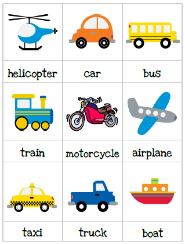 helicopter car bus
train motorcycle airplane
taxi truck boat